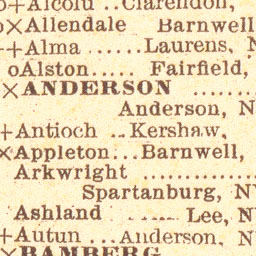 o+Alcolu ..Clarendon,
o×Allendale Barnwell
++Alma .....Laurens, N
oAlston..... Fairfield,
×ANDERSON ......
Anderson, N
+Antioch ..Kershaw,
×Appleton...Barnwell,
Arkwright .............
Spartanburg, N
Ashland ...... Lee, N
+Autun ...Anderson, N
×BAMBERG